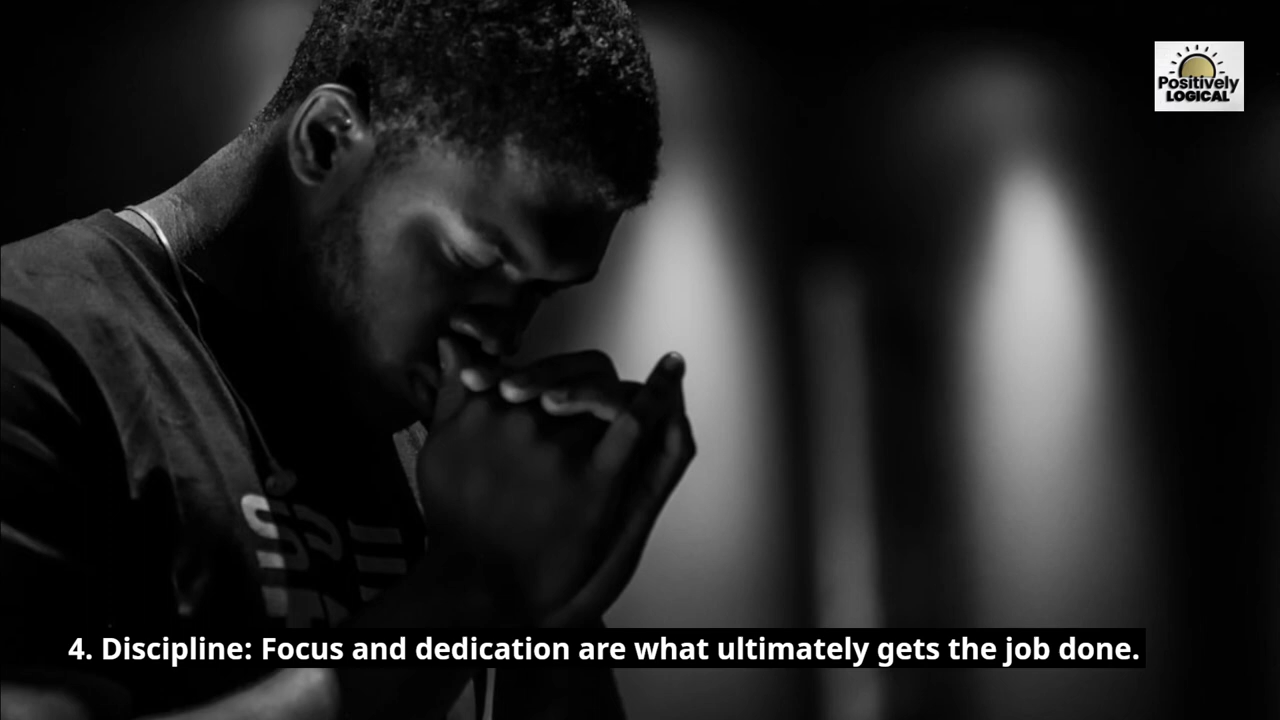 Positively
LOGICAL
4. Discipline: Focus and dedication are what ultimately gets the job done.